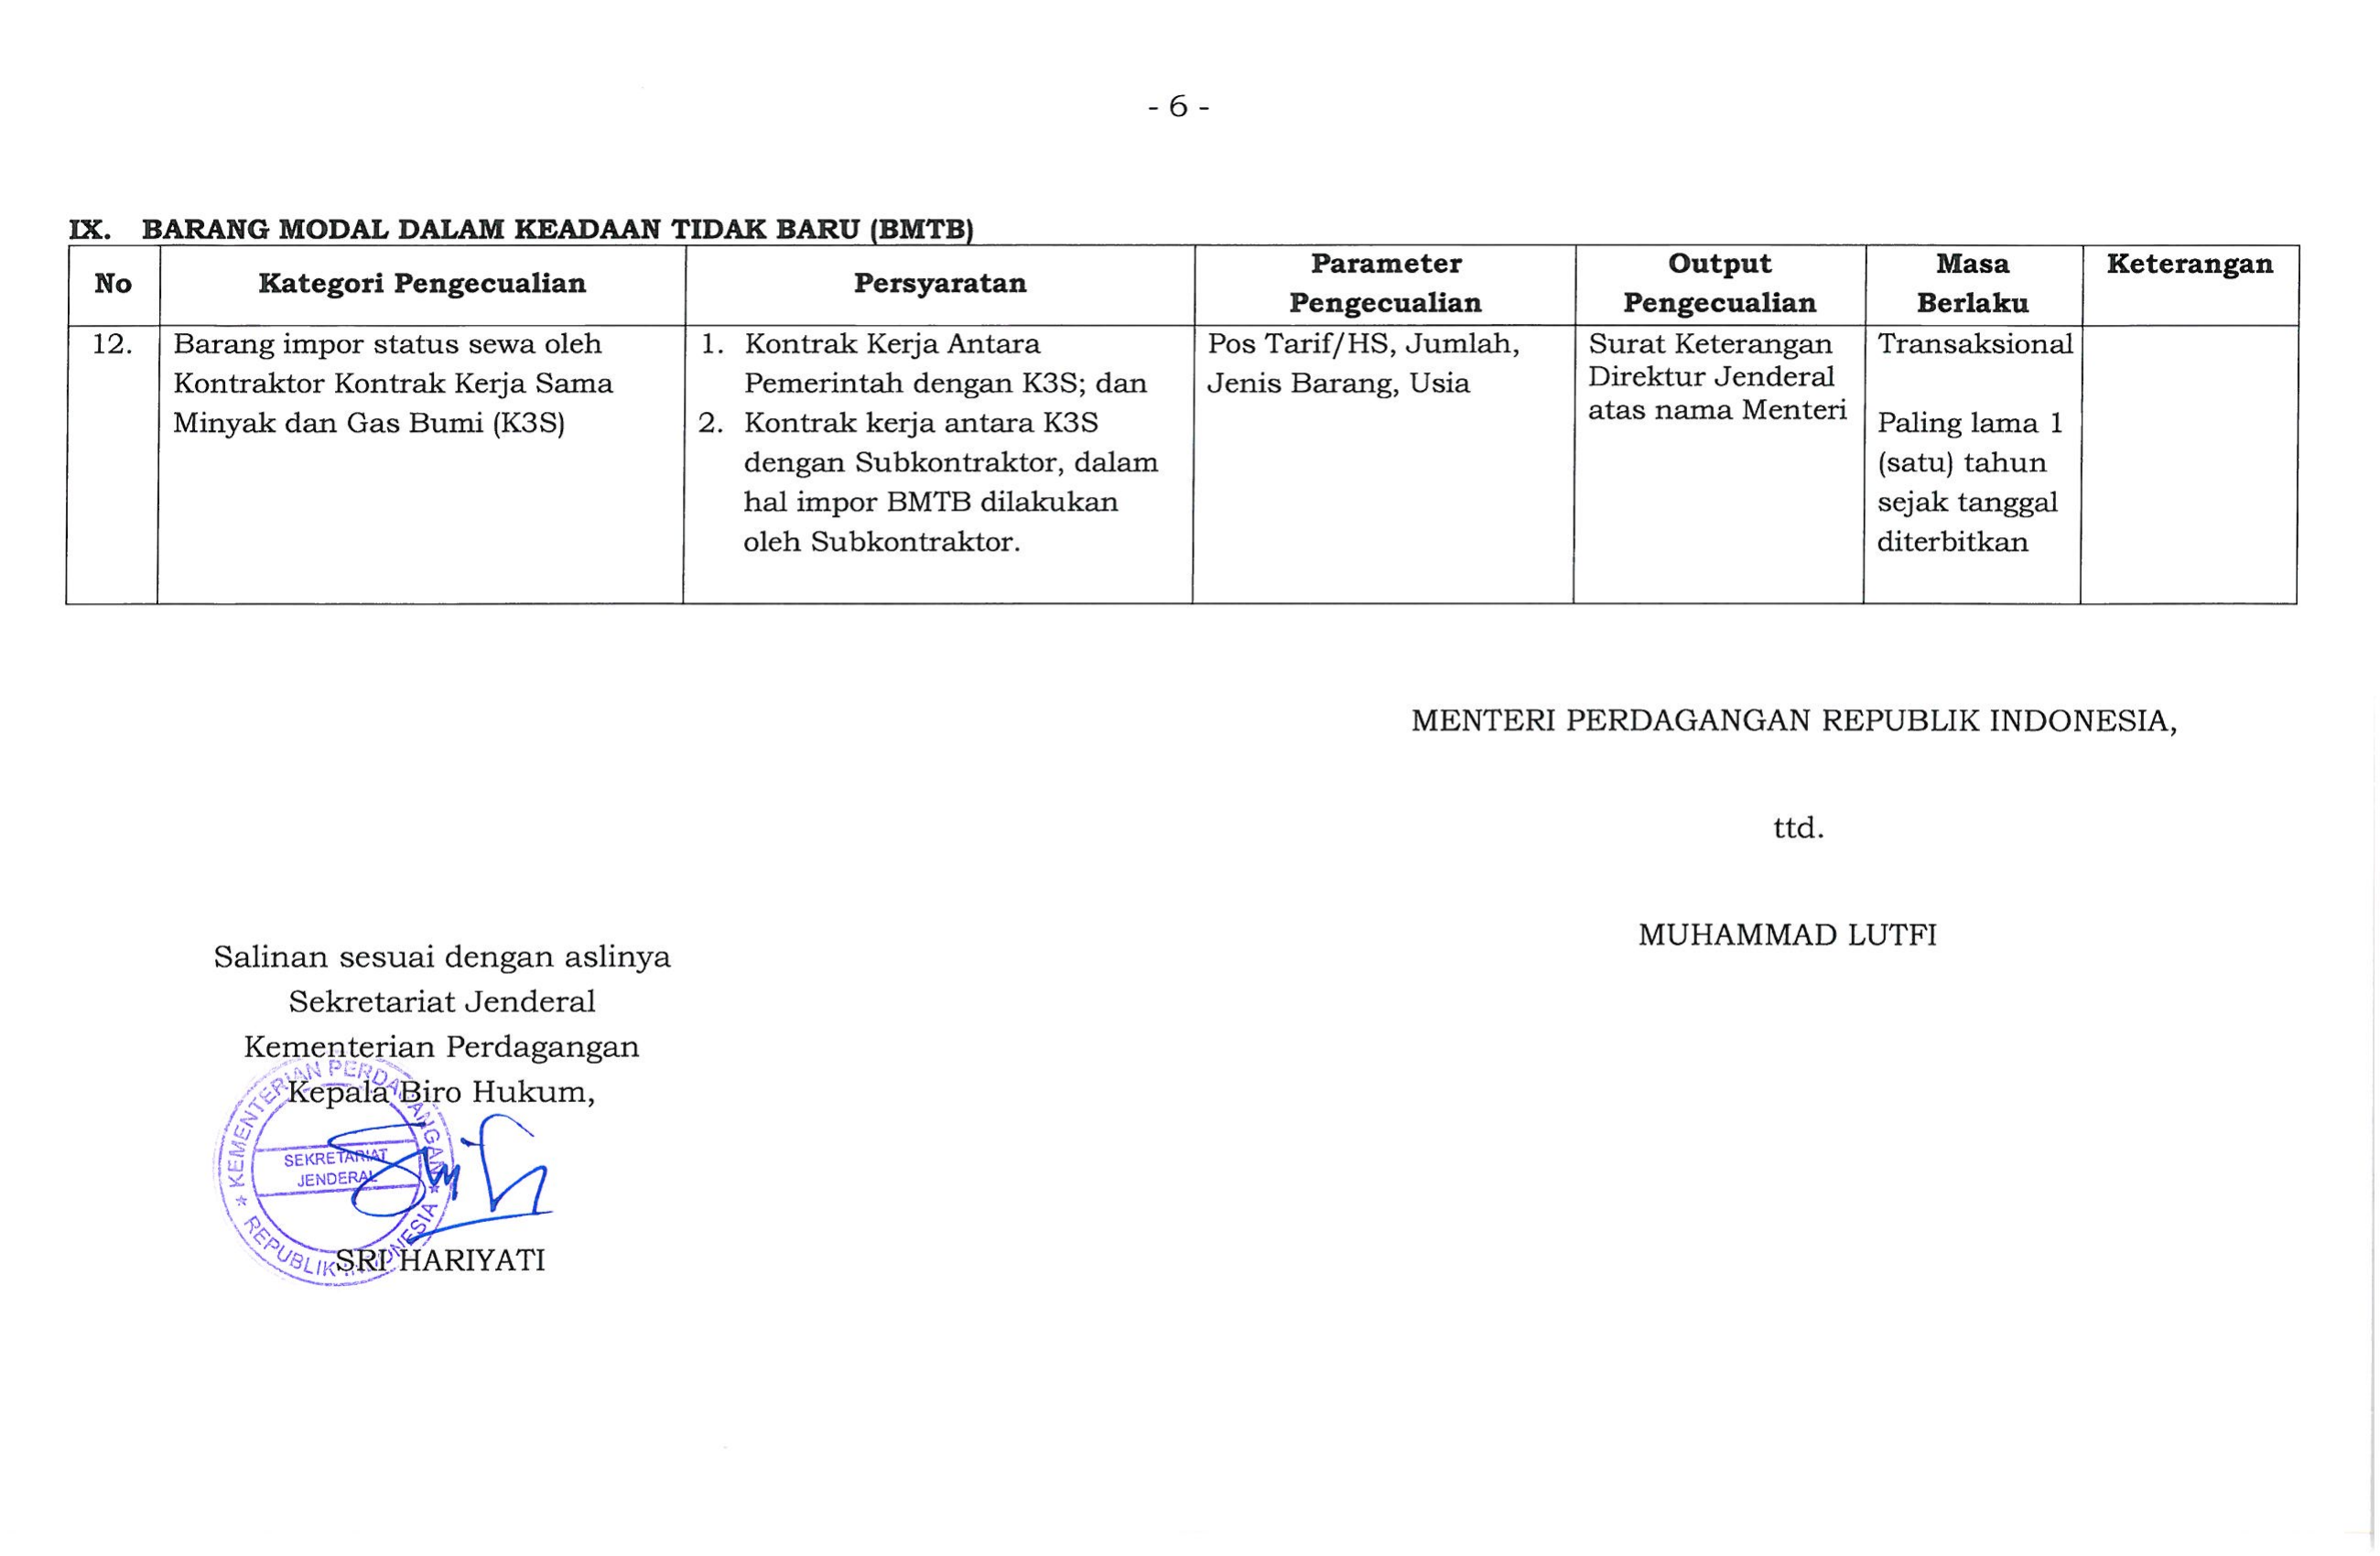 - 6 -
IX. BARANG MODAL DALAM KEADAAN TIDAK BARU (BMTB)
No
Kategori Pengecualian
Persyaratan
Parameter
Pengecualian
Output
Pengecualian
Masa
Berlaku
Keterangan
12.
Barang impor status sewa oleh
Kontraktor Kontrak Kerja Sama
Minyak dan Gas Bumi (K3S)
1. Kontrak Kerja Antara
Pemerintah dengan K3S; dan
2. Kontrak kerja antara K3S
dengan Subkontraktor, dalam
hal impor BMTB dilakukan
oleh Subkontraktor.
Pos Tarif/HS, Jumlah,
Jenis Barang, Usia
Surat Keterangan
Direktur Jenderal
atas nama Menteri
Transaksional
Paling lama 1
(satu) tahun
sejak tanggal
diterbitkan
MENTERI PERDAGANGAN REPUBLIK INDONESIA,
ttd.
MUHAMMAD LUTFI
Salinan sesuai dengan aslinya
Sekretariat Jenderal
Kementerian Perdagangan
Kepala Biro Hukum,
KEMENTERIAN PERDAGANGAN
SEKRETARIAT
JENDERAL
REPUBLIK INDONESIA
SRI HARIYATI